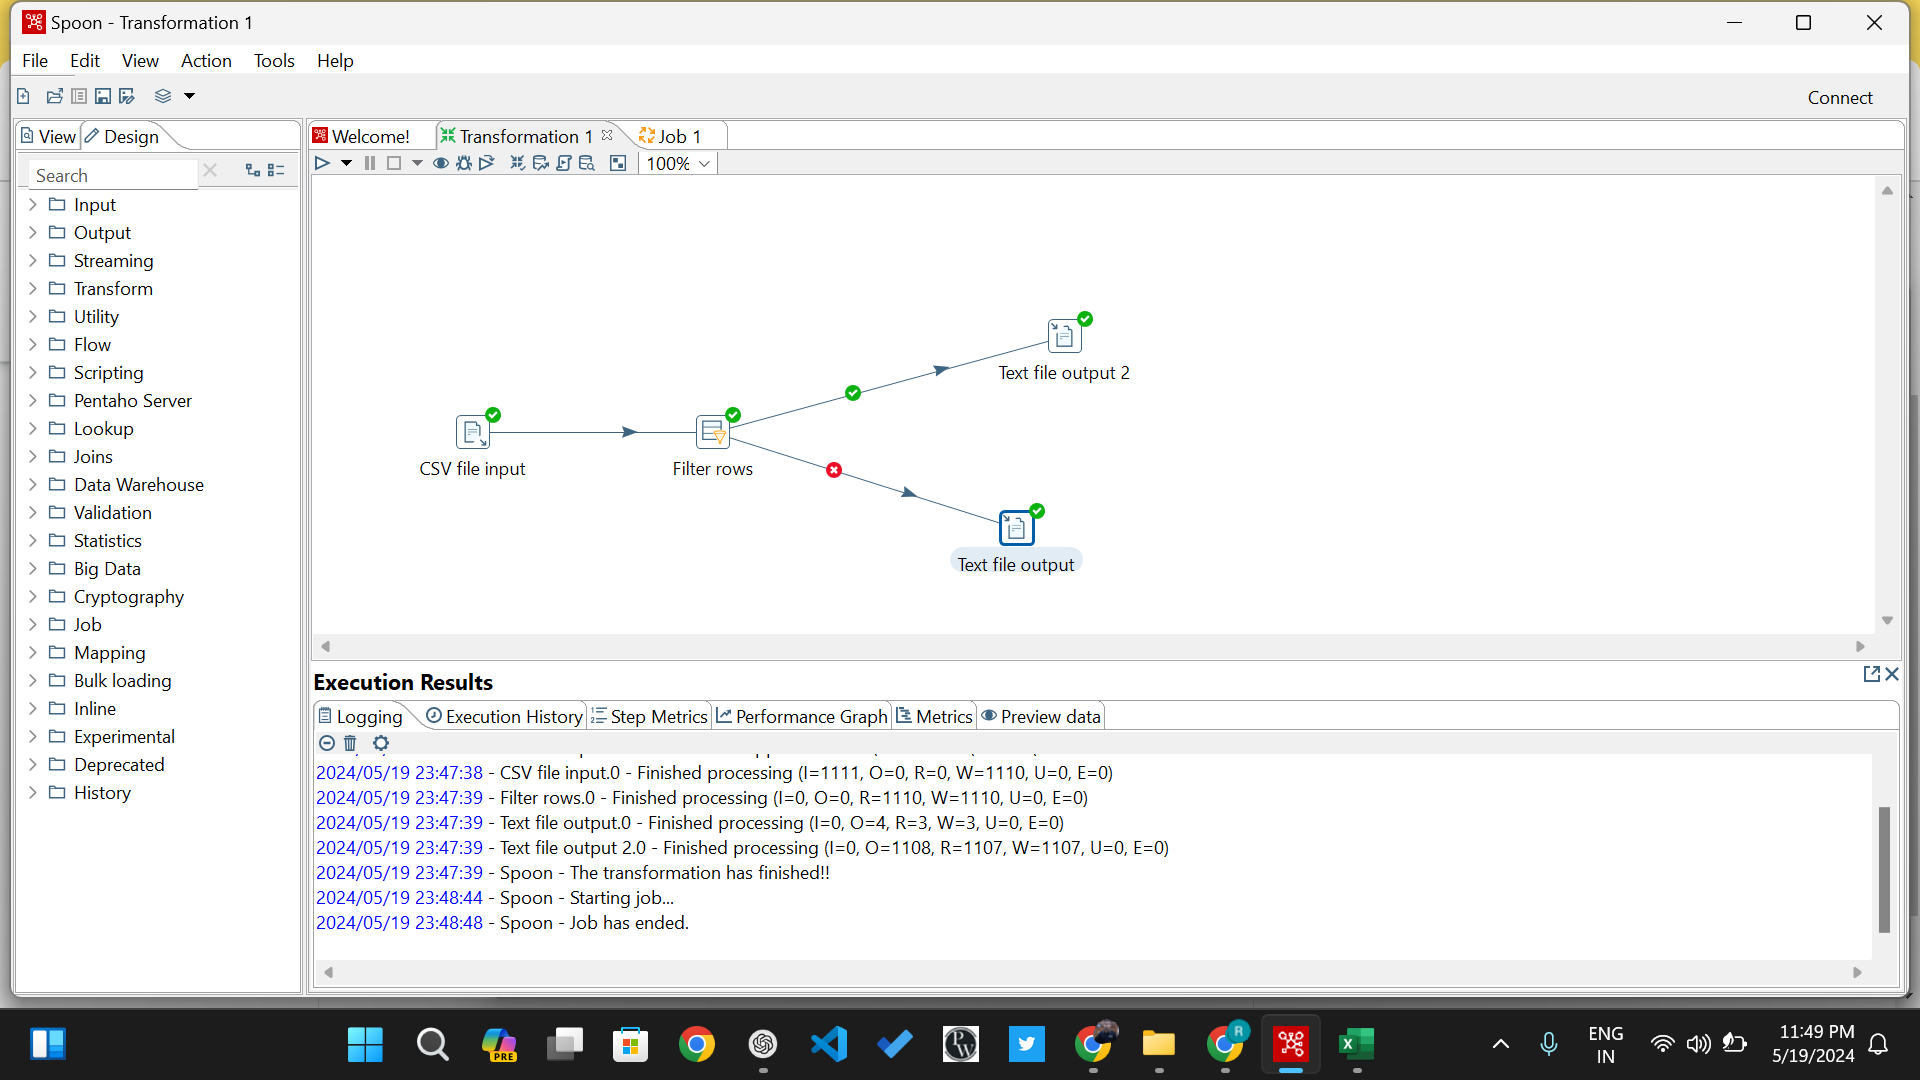 Spoon - Transformation 1
File Edit View Action Tools Help
Connect
View Design
Welcome! Transformation 1 Job 1
Search
100%
Input
Output
Streaming
Transform
Utility
Flow
Scripting
Pentaho Server
Lookup
Joins
Data Warehouse
Validation
Statistics
Big Data
Cryptography
Job
Mapping
Bulk loading
Inline
Experimental
Deprecated
History
Text file output 2
CSV file input
Filter rows
Text file output
Execution Results
Logging Execution History Step Metrics Performance Graph Metrics Preview data
2024/05/19 23:47:38 - CSV file input.0 - Finished processing (I=1111, O=0, R=0, W=1110, U=0, E=0)
2024/05/19 23:47:39 - Filter rows.0 - Finished processing (I=0, O=0, R=1110, W=1110, U=0, E=0)
2024/05/19 23:47:39 - Text file output.0 - Finished processing (I=0, O=4, R=3, W=3, U=0, E=0)
2024/05/19 23:47:39 - Text file output 2.0 - Finished processing (I=0, O=1108, R=1107, W=1107, U=0, E=0)
2024/05/19 23:47:39 - Spoon - The transformation has finished!!
2024/05/19 23:48:44 - Spoon - Starting job...
2024/05/19 23:48:48 - Spoon - Job has ended.
PRE
PW
R
X
ENG
IN
11:49 PM
5/19/2024